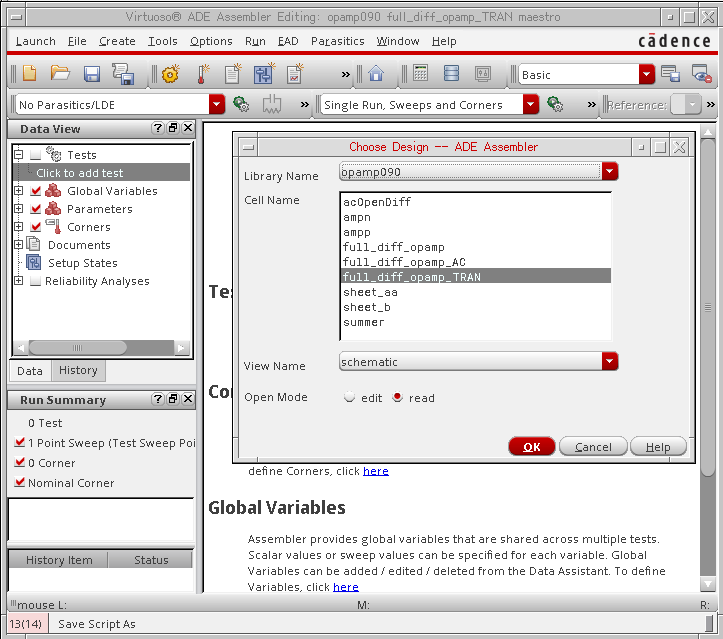 Virtuoso® ADE Assembler Editing: opamp090 full_diff_opamp_TRAN maestro
Launch File Create Tools Options Run EAD Parasitics Window Help
cādence
» Basic
No Parasitics/LDE » Single Run, Sweeps and Corners » Reference: »
Data View
Tests
Click to add test
Global Variables
Parameters
Corners
Documents
Setup States
Reliability Analyses
Data History
Run Summary
0 Test
1 Point Sweep (Test Sweep Poi
0 Corner
Nominal Corner
History Item Status
Te
Co
Choose Design -- ADE Assembler
Library Name opamp090
Cell Name
acOpenDiff
ampn
ampp
full_diff_opamp
full_diff_opamp_AC
full_diff_opamp_TRAN
sheet_aa
sheet_b
summer
View Name schematic
Open Mode edit read
OK Cancel Help
define Corners, click here
Global Variables
Assembler provides global variables that are shared across multiple tests.
Scalar values or sweep values can be specified for each variable. Global
Variables can be added / edited / deleted from the Data Assistant. To define
Variables, click here
mouse L: M: R:
13(14) Save Script As